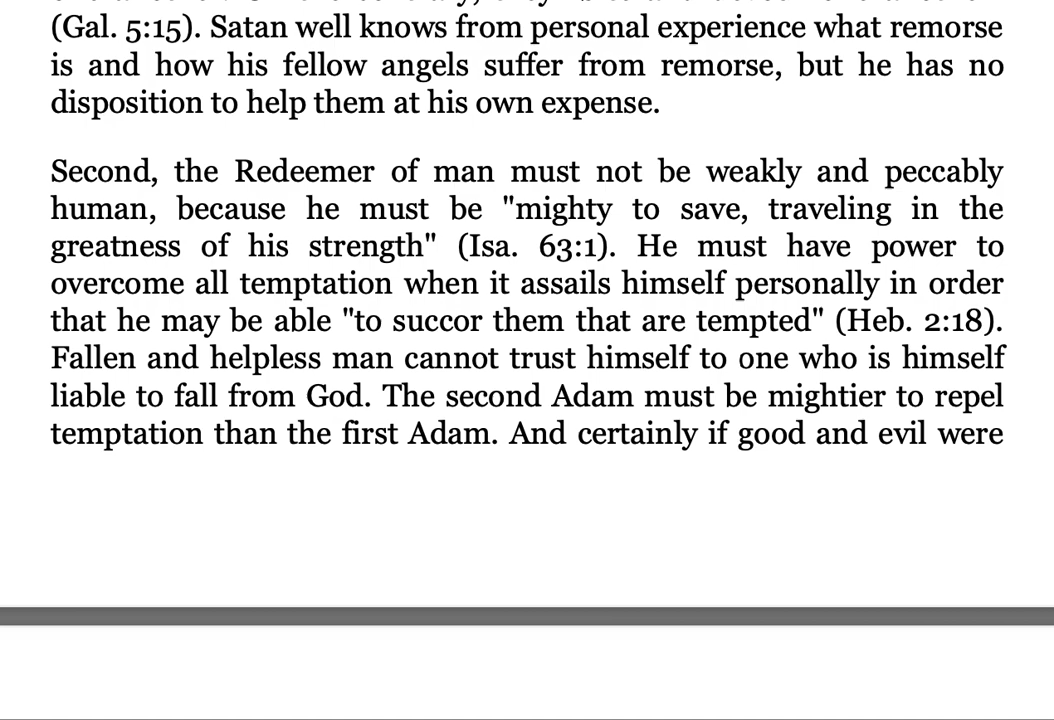 (Gal. 5:15). Satan well knows from personal experience what remorse
is and how his fellow angels suffer from remorse, but he has no
disposition to help them at his own expense.
Second, the Redeemer of man must not be weakly and peccably
human, because he must be "mighty to save, traveling in the
greatness of his strength" (Isa. 63:1). He must have power to
overcome all temptation when it assails himself personally in order
that he may be able "to succor them that are tempted" (Heb. 2:18).
Fallen and helpless man cannot trust himself to one who is himself
liable to fall from God. The second Adam must be mightier to repel
temptation than the first Adam. And certainly if good and evil were